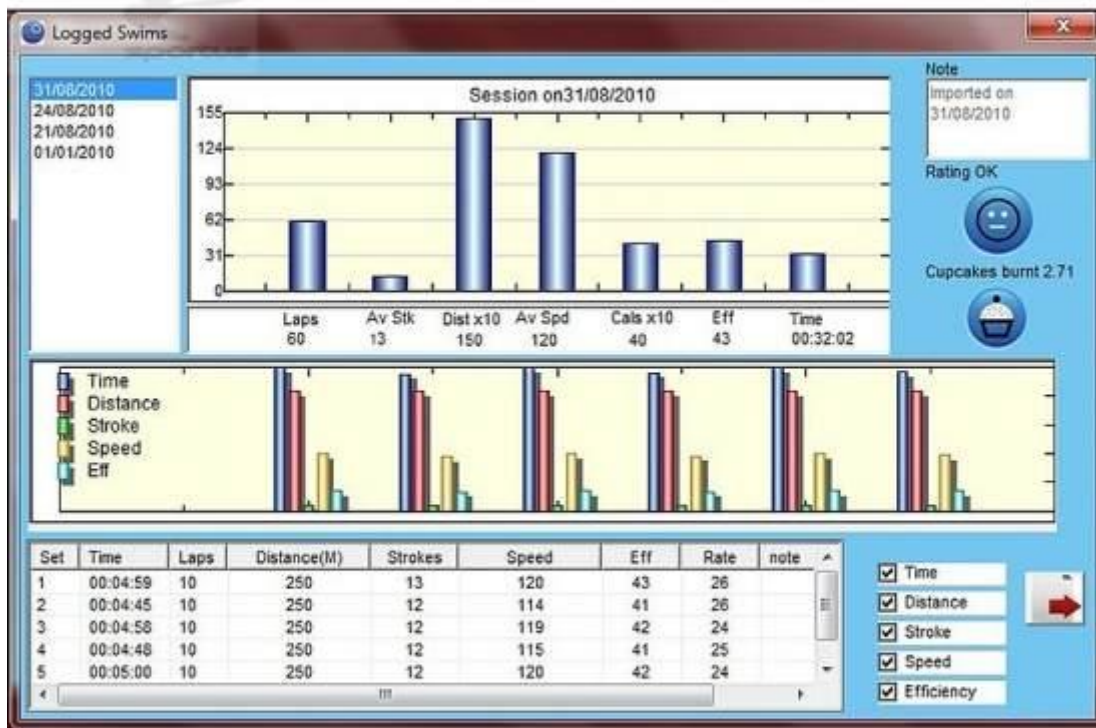 Logged Swims
31/08/2010
24/08/2010
21/08/2010
01/01/2010
Session on31/08/2010
155
124
93
62
31
0
Laps Av Stk Dist x10 Av Spd Cals x10 Eff Time
60 13 150 120 40 43 00:32:02
Note
Imported on
31/08/2010
Rating OK
Cupcakes burnt 2.71
Time
Distance
Stroke
Speed
Eff
Set Time Laps Distance(M) Strokes Speed Eff Rate note
1 00:04:59 10 250 13 120 43 26
2 00:04:45 10 250 12 114 41 26
3 00:04:58 10 250 12 119 42 24
4 00:04:48 10 250 12 115 41 25
5 00:05:00 10 250 12 120 42 24
Time
Distance
Stroke
Speed
Efficiency